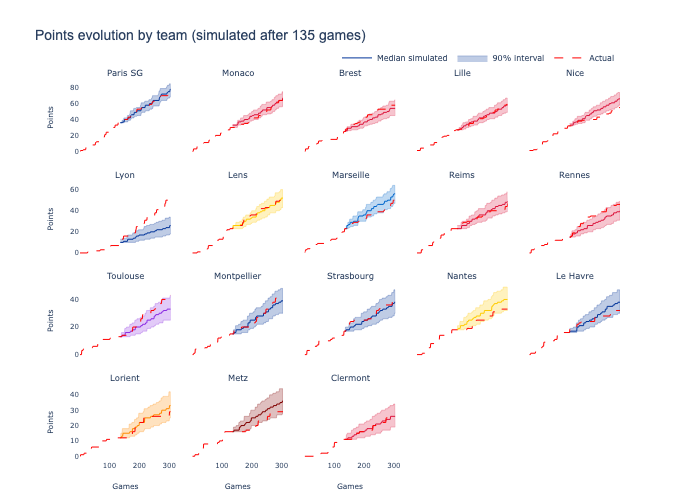 Points evolution by team (simulated after 135 games)
Median simulated 90% interval Actual
Paris SG Monaco Brest Lille Nice
80
60
40
20
0
Points
Lyon Lens Marseille Reims Rennes
60
40
20
0
Points
Toulouse Montpellier Strasbourg Nantes Le Havre
40
20
0
Points
Lorient Metz Clermont
40
30
20
10
0
Points
100 200 300 100 200 300 100 200 300
Games Games Games